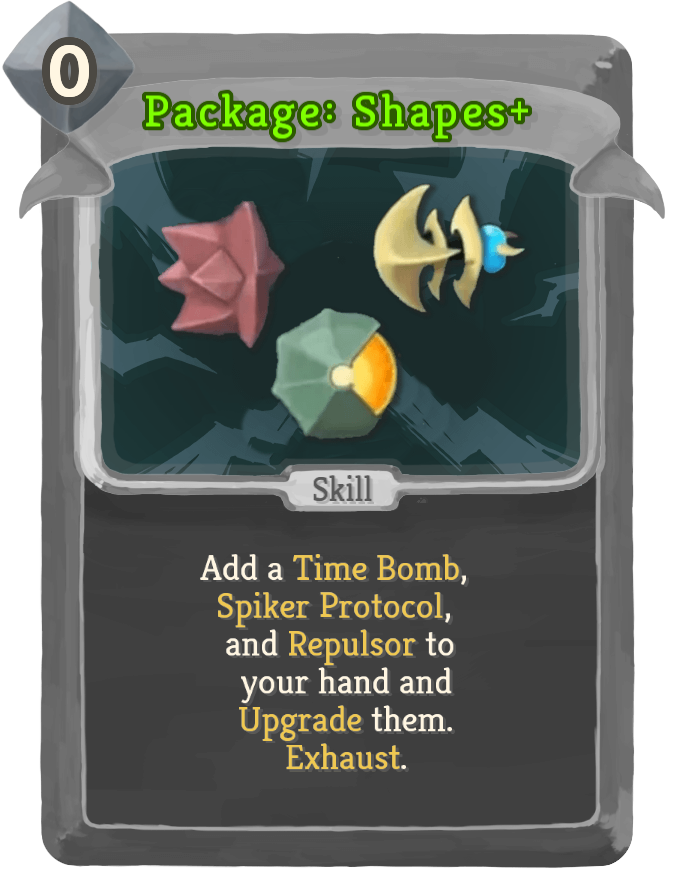 0
Package: Shapes+
Skill
Add a Time Bomb,
Spiker Protocol,
and Repulsor to
your hand and
Upgrade them.
Exhaust.